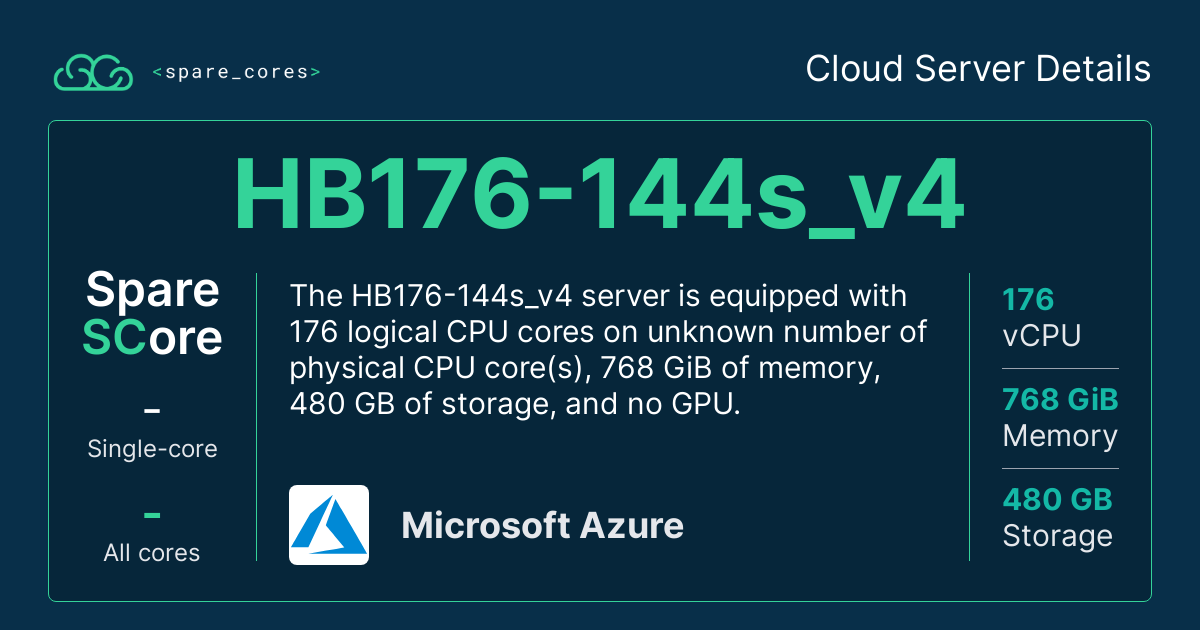 <spare_cores>
Cloud Server Details
HB176-144s_v4
Spare
SCore
-
Single-core
-
All cores
The HB176-144s_v4 server is equipped with
176 logical CPU cores on unknown number of
physical CPU core(s), 768 GiB of memory,
480 GB of storage, and no GPU.
Microsoft Azure
176
vCPU
768 GiB
Memory
480 GB
Storage